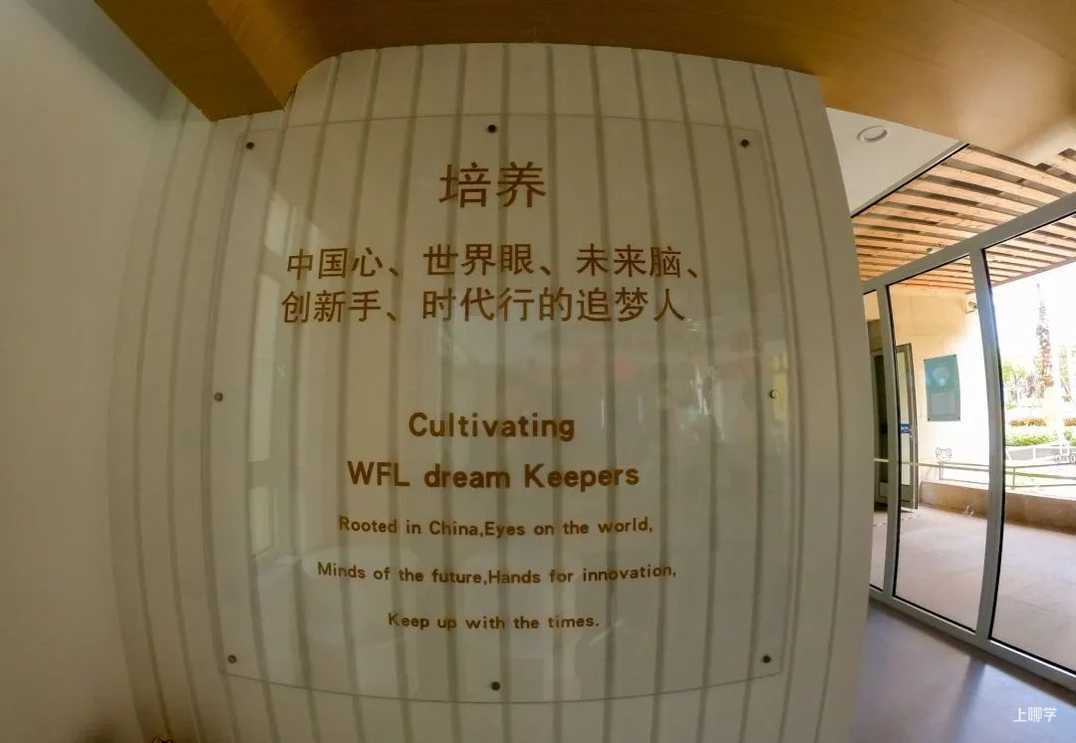 培养
中国心、世界眼、未来脑、
创新手、时代行的追梦人
Cultivating
WFL dream Keepers
Rooted in China,Eyes on the world,
Minds of the future,Hands for innovation,
Keep up with the times.
上哪学